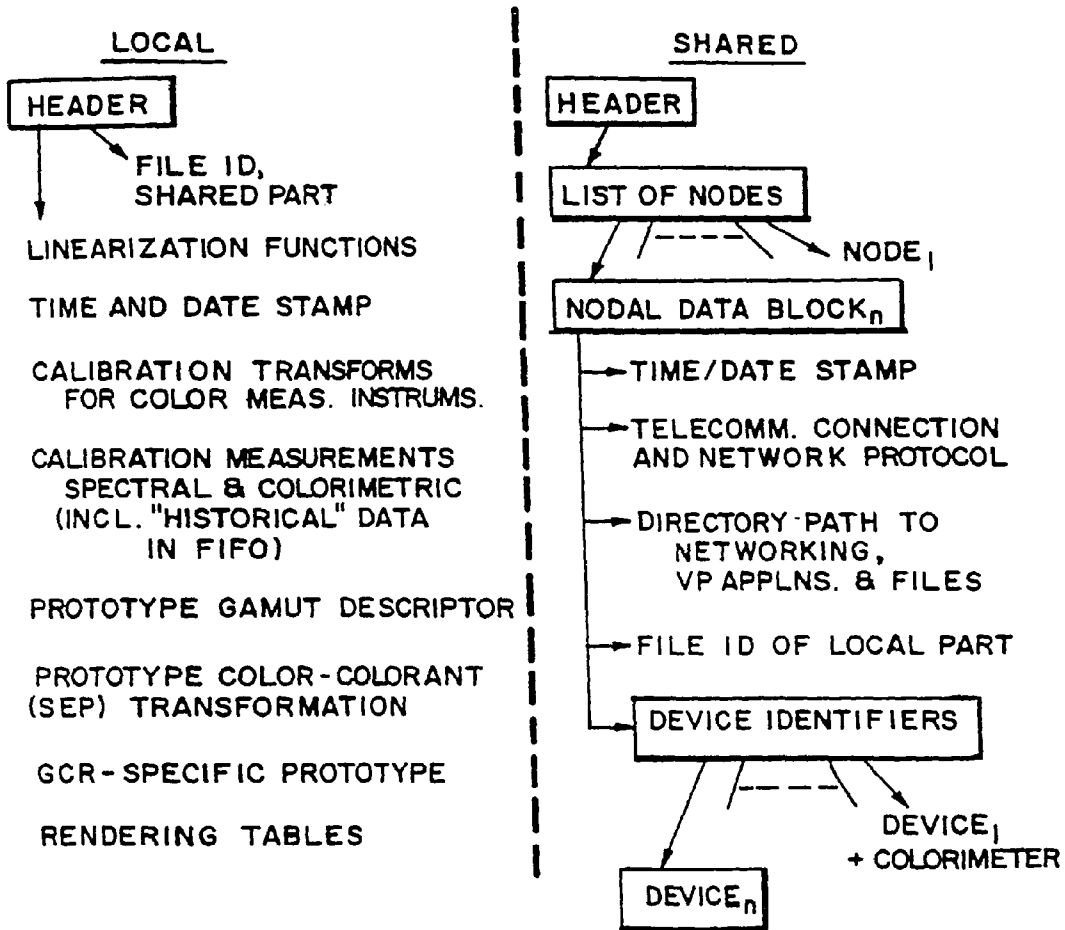 LOCAL
HEADER
FILE ID,
SHARED PART
LINEARIZATION FUNCTIONS
TIME AND DATE STAMP
CALIBRATION TRANSFORMS
FOR COLOR MEAS. INSTRUMS.
CALIBRATION MEASUREMENTS
SPECTRAL & COLORIMETRIC
(INCL. "HISTORICAL" DATA
IN FIFO)
PROTOTYPE GAMUT DESCRIPTOR
PROTOTYPE COLOR-COLORANT
(SEP) TRANSFORMATION
GCR-SPECIFIC PROTOTYPE
RENDERING TABLES
SHARED
HEADER
LIST OF NODES
NODE1
NODAL DATA BLOCKn
TIME/DATE STAMP
TELECOMM. CONNECTION
AND NETWORK PROTOCOL
DIRECTORY-PATH TO
NETWORKING,
VP APPLNS. & FILES
FILE ID OF LOCAL PART
DEVICE IDENTIFIERS
DEVICE1
+ COLORIMETER
DEVICEn